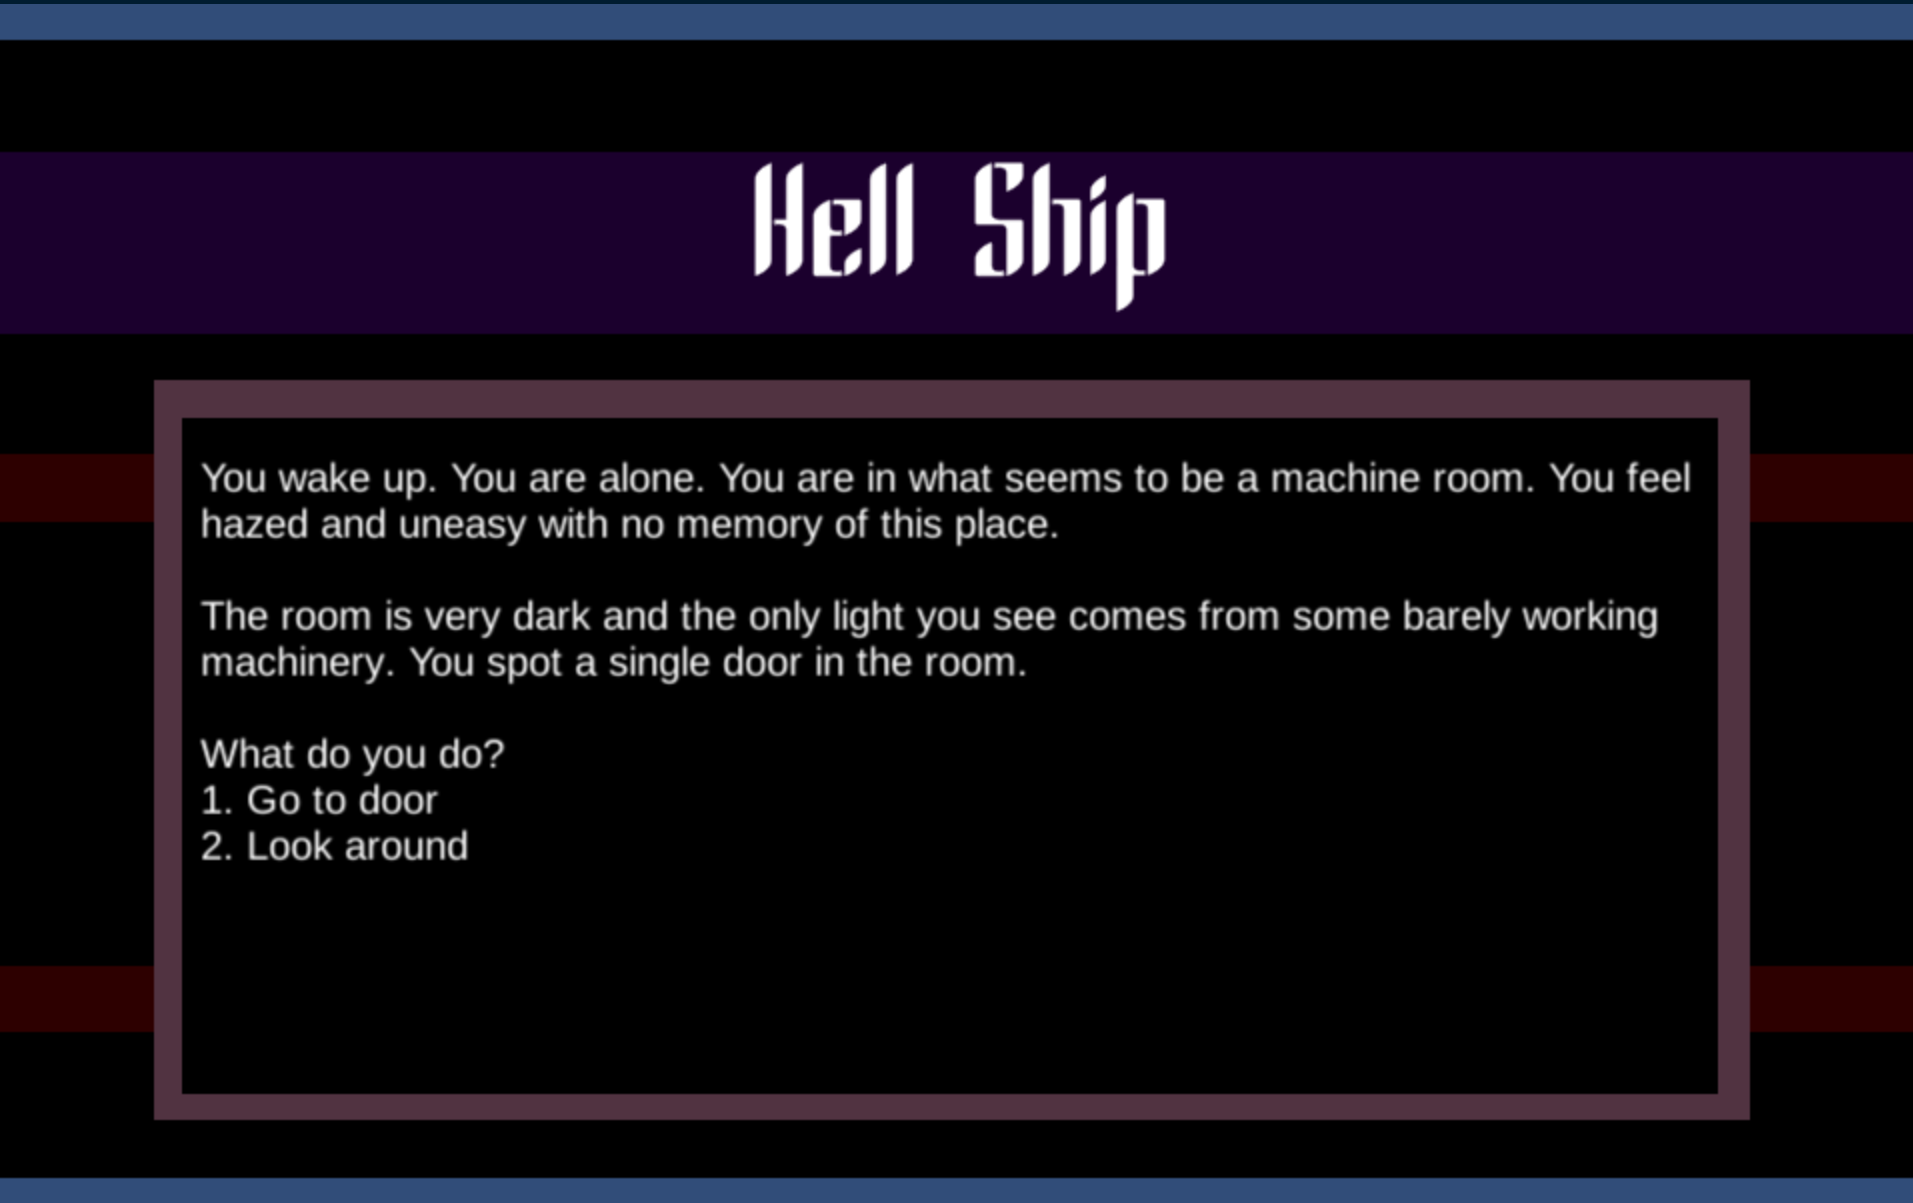 Hell Ship
You wake up. You are alone. You are in what seems to be a machine room. You feel
hazed and uneasy with no memory of this place.
The room is very dark and the only light you see comes from some barely working
machinery. You spot a single door in the room.
What do you do?
1. Go to door
2. Look around